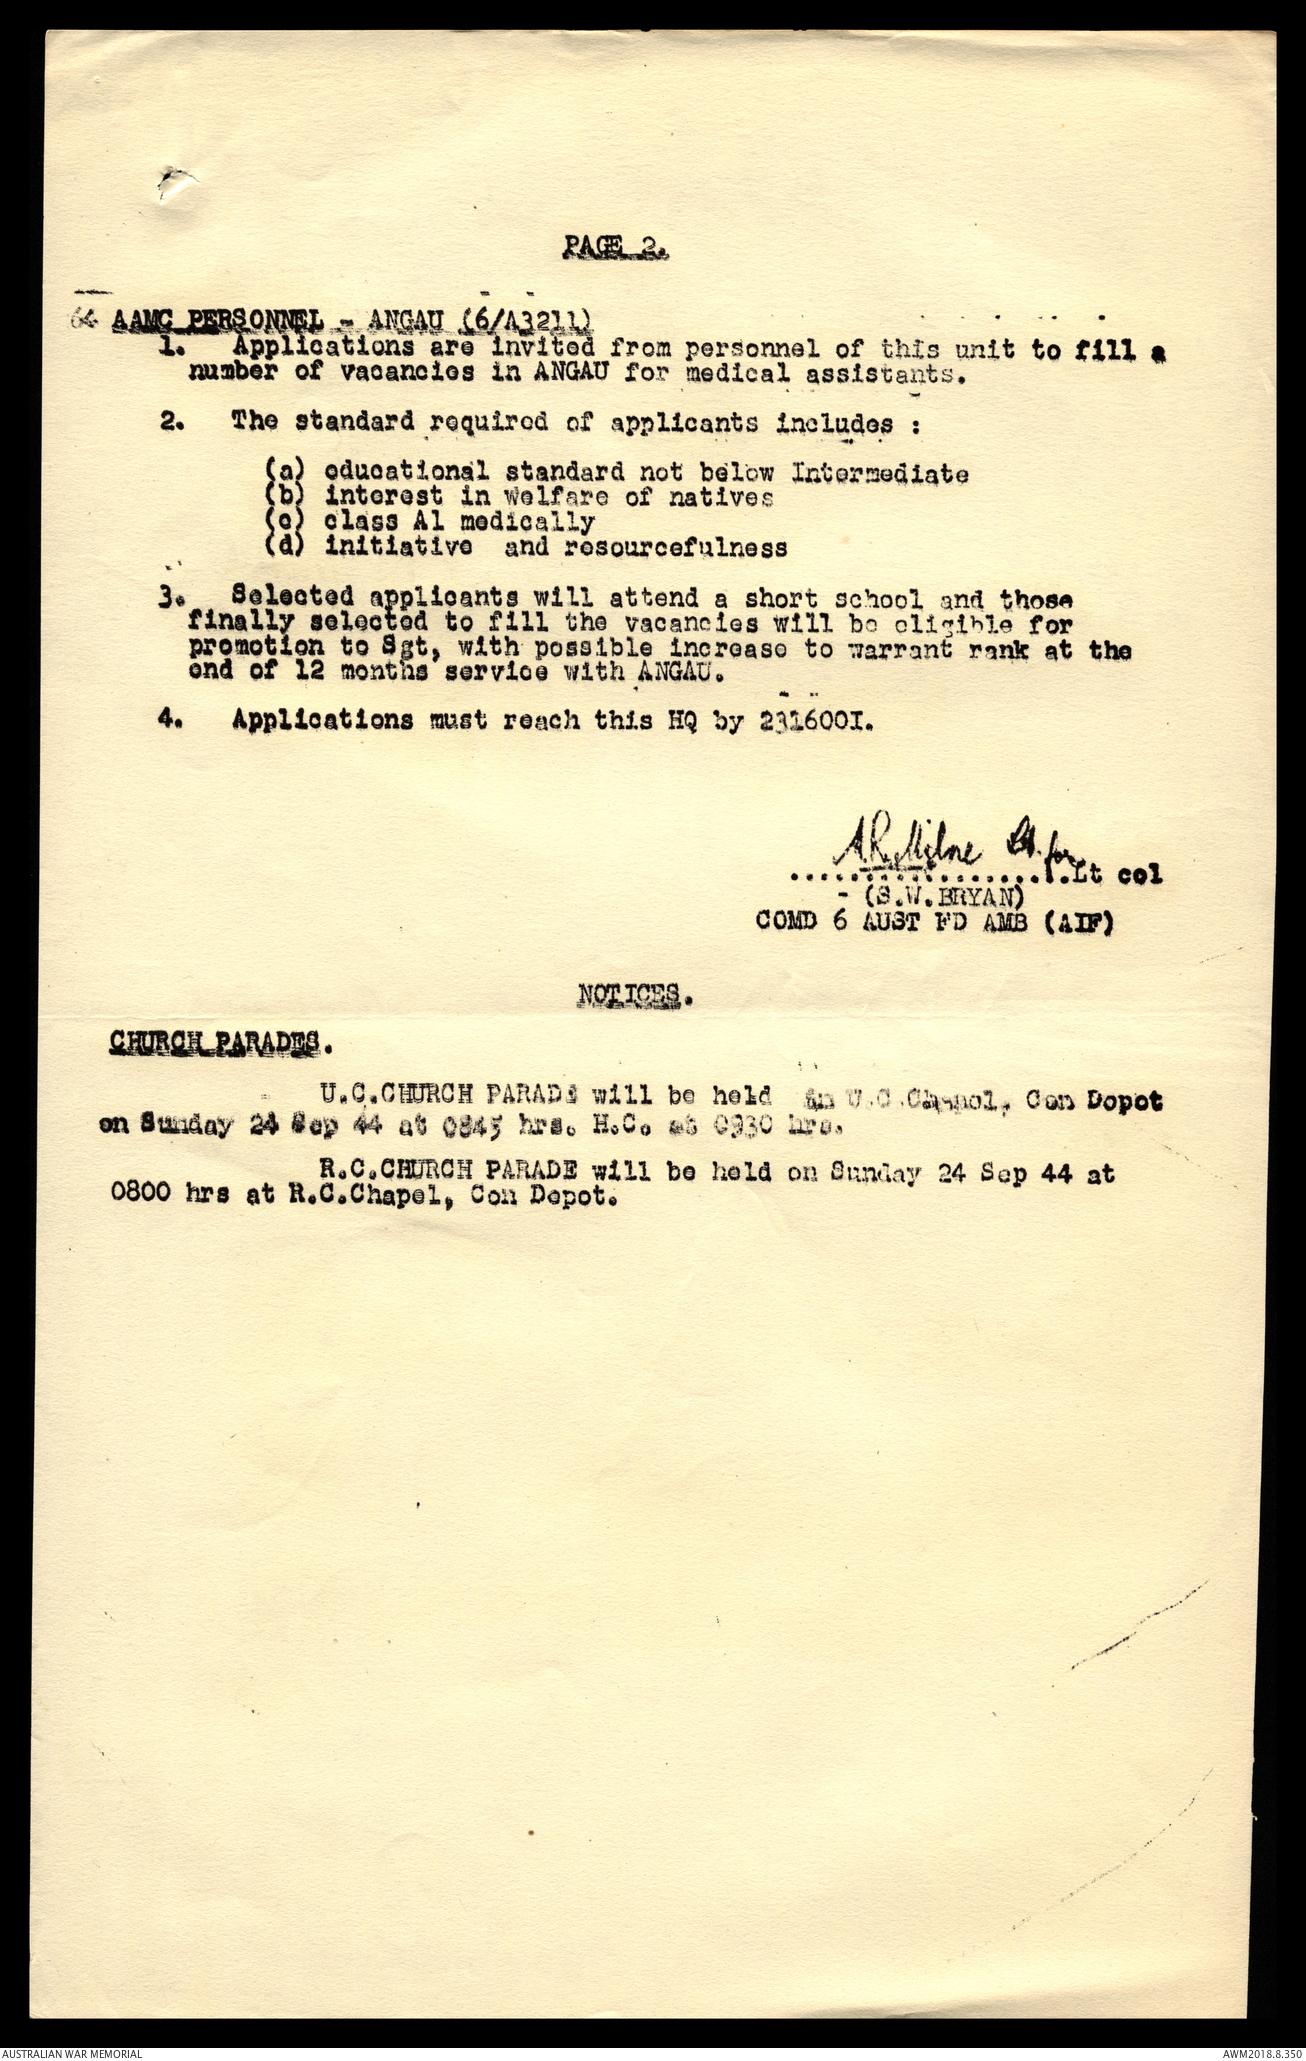 PAGE 2.
64 AAMC PERSONNEL - ANGAU (6/A3211)
1. Applications are invited from personnel of this unit to fill a
number of vacancies in ANGAU for medical assistants.
2. The standard required of applicants includes :
(a) educational standard not below Intermediate
(b) interest in welfare of natives
(c) class A1 medically
(d) initiative and resourcefulness
3. Selected applicants will attend a short school and those
finally selected to fill the vacancies will be eligible for
promotion to Sgt, with possible increase to warrant rank at the
end of 12 months service with ANGAU.
4. Applications must reach this HQ by 231600I.
A.R. Milne Lt. for
...................Lt col
- (S.W.BRYAN)
COMD 6 AUST FD AMB (AIF)
NOTICES.
CHURCH PARADES.
U.C.CHURCH PARADE will be held in U.C.Chapel, Con Depot
on Sunday 24 Sep 44 at 0845 hrs. H.C. at 0930 hrs.
R.C.CHURCH PARADE will be held on Sunday 24 Sep 44 at
0800 hrs at R.C.Chapel, Con Depot.
AUSTRALIAN WAR MEMORIAL
AWM2018.8.350